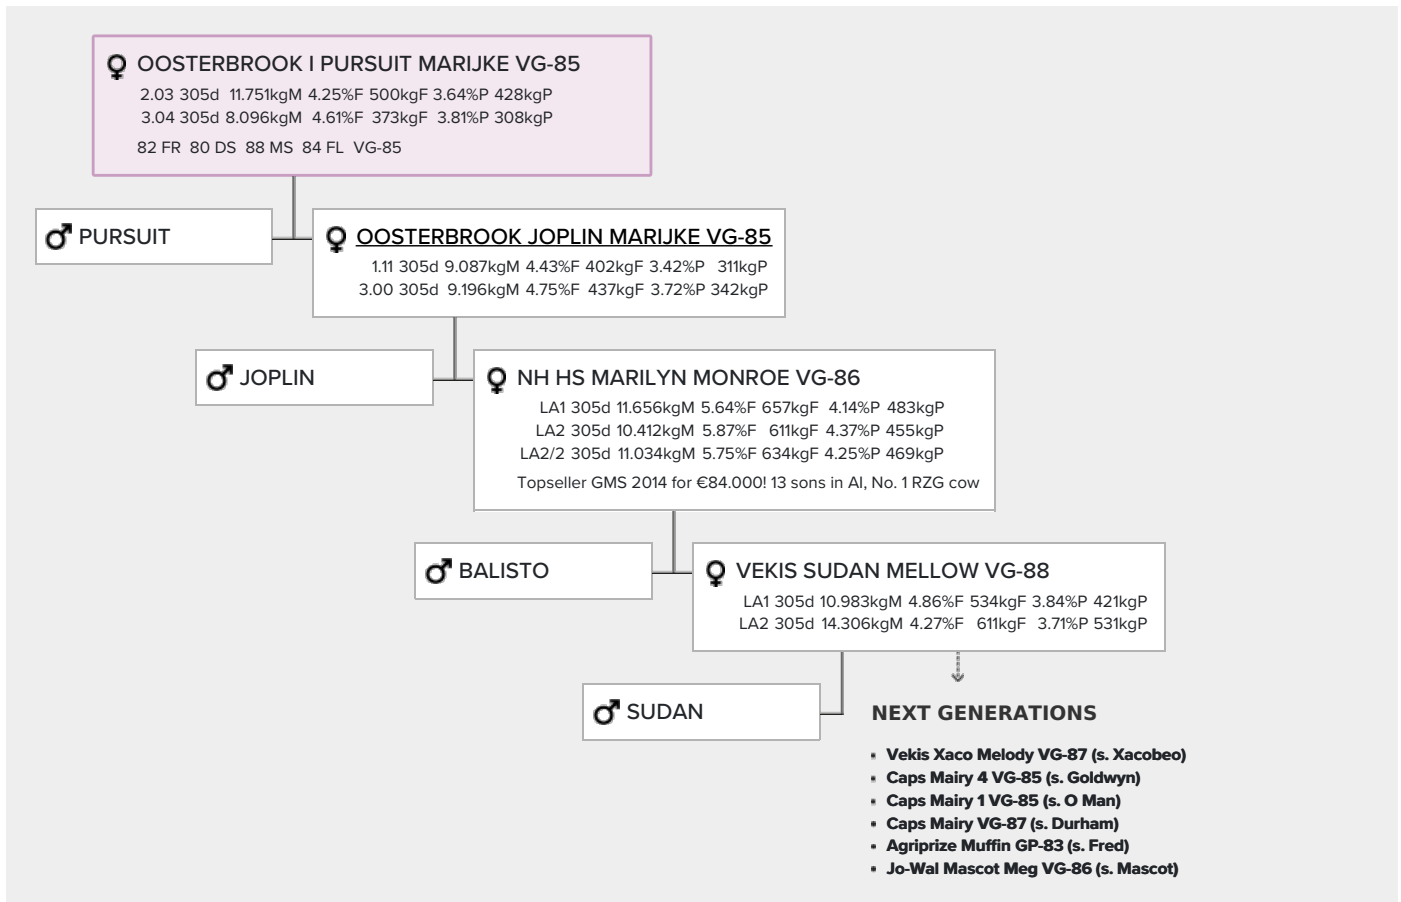 OOSTERBROOK I PURSUIT MARIJKE VG-85
2.03 305d 11.751kgM 4.25%F 500kgF 3.64%P 428kgP
3.04 305d 8.096kgM 4.61%F 373kgF 3.81%P 308kgP
82 FR 80 DS 88 MS 84 FL VG-85
PURSUIT
OOSTERBROOK JOPLIN MARIJKE VG-85
1.11 305d 9.087kgM 4.43%F 402kgF 3.42%P 311kgP
3.00 305d 9.196kgM 4.75%F 437kgF 3.72%P 342kgP
JOPLIN
NH HS MARILYN MONROE VG-86
LA1 305d 11.656kgM 5.64%F 657kgF 4.14%P 483kgP
LA2 305d 10.412kgM 5.87%F 611kgF 4.37%P 455kgP
LA2/2 305d 11.034kgM 5.75%F 634kgF 4.25%P 469kgP
Topseller GMS 2014 for €84.000! 13 sons in AI, No. 1 RZG cow
BALISTO
VEKIS SUDAN MELLOW VG-88
LA1 305d 10.983kgM 4.86%F 534kgF 3.84%P 421kgP
LA2 305d 14.306kgM 4.27%F 611kgF 3.71%P 531kgP
SUDAN
NEXT GENERATIONS
Vekis Xaco Melody VG-87 (s. Xacobeo)
Caps Mairy 4 VG-85 (s. Goldwyn)
Caps Mairy 1 VG-85 (s. O Man)
Caps Mairy VG-87 (s. Durham)
Agriprize Muffin GP-83 (s. Fred)
Jo-Wal Mascot Meg VG-86 (s. Mascot)